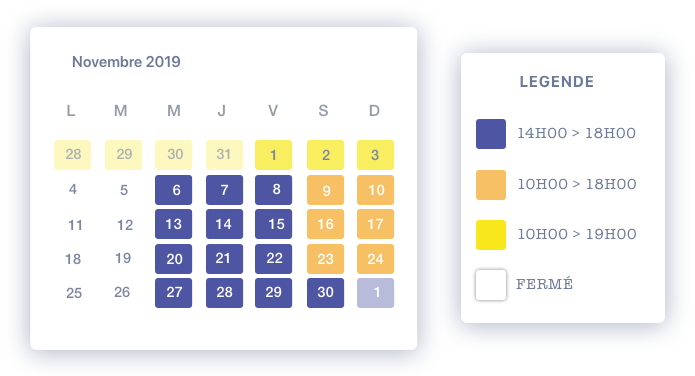 Novembre 2019
L M M J V S D
28 29 30 31 1 2 3
4 5 6 7 8 9 10
11 12 13 14 15 16 17
18 19 20 21 22 23 24
25 26 27 28 29 30 1
LEGENDE
14H00 > 18H00
10H00 > 18H00
10H00 > 19H00
FERMÉ